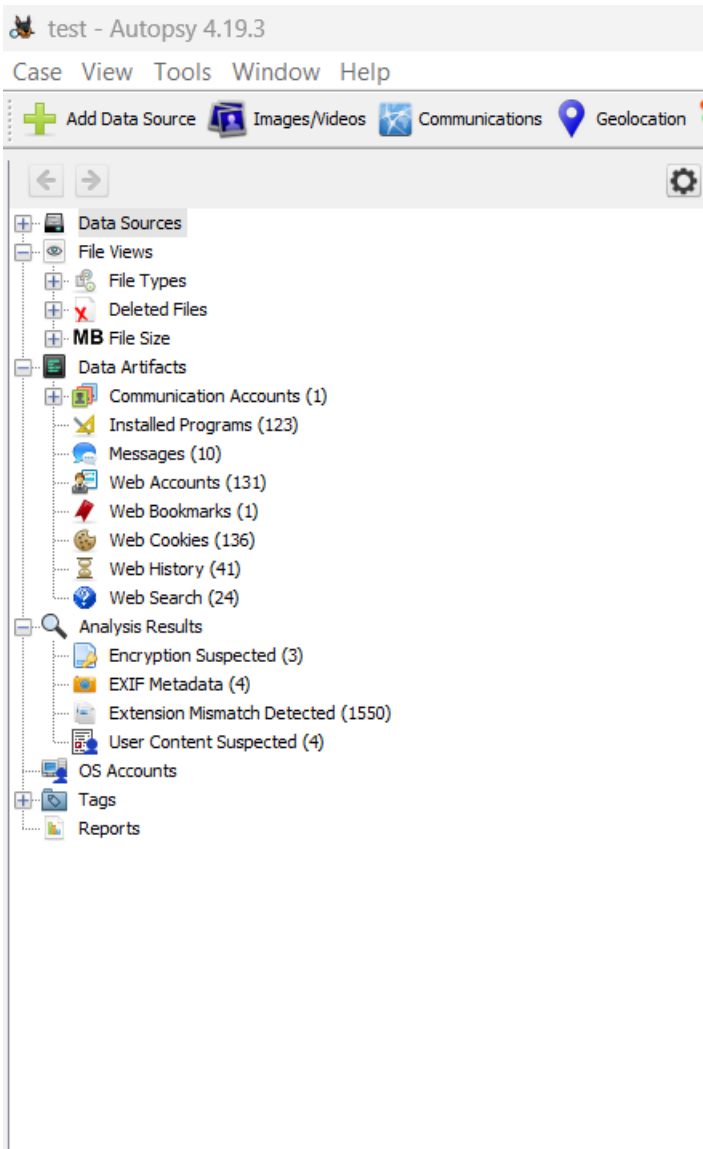 test - Autopsy 4.19.3
Case View Tools Window Help
Add Data Source Images/Videos Communications Geolocation
Data Sources
File Views
File Types
Deleted Files
MB File Size
Data Artifacts
Communication Accounts (1)
Installed Programs (123)
Messages (10)
Web Accounts (131)
Web Bookmarks (1)
Web Cookies (136)
Web History (41)
Web Search (24)
Analysis Results
Encryption Suspected (3)
EXIF Metadata (4)
Extension Mismatch Detected (1550)
User Content Suspected (4)
OS Accounts
Tags
Reports